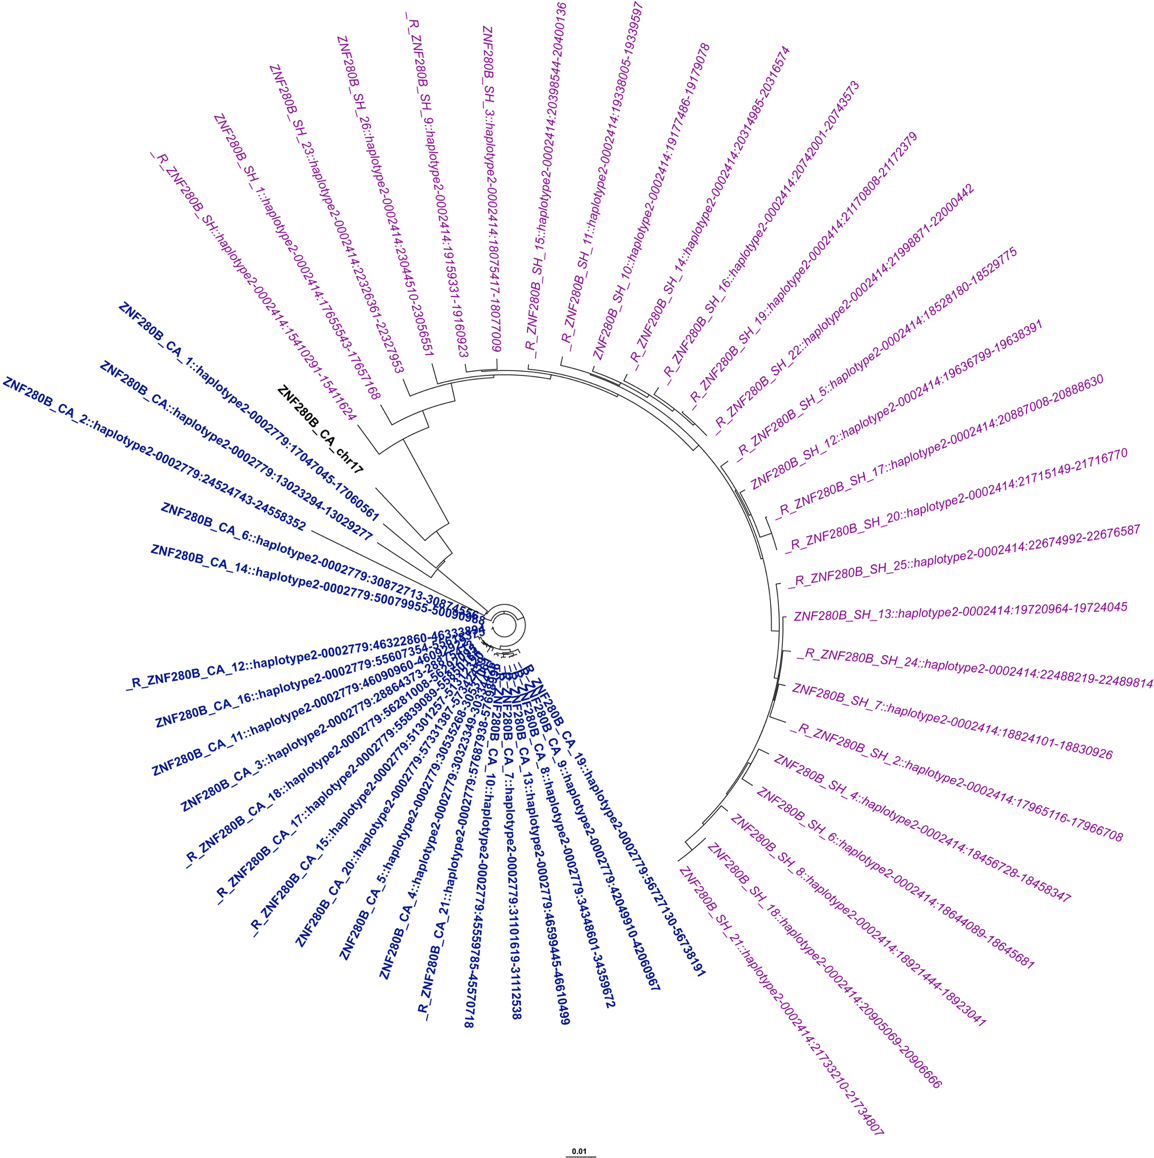 _R_ZNF280B_SH::haplotype2-0002414:15410291-15411624
ZNF280B_SH_1::haplotype2-0002414:17655543-17657168
ZNF280B_SH_23::haplotype2-0002414:22326361-22327953
ZNF280B_SH_26::haplotype2-0002414:23044510-23056551
_R_ZNF280B_SH_9::haplotype2-0002414:19159331-19160923
ZNF280B_SH_3::haplotype2-0002414:18075417-18077009
_R_ZNF280B_SH_15::haplotype2-0002414:20398544-20400136
_R_ZNF280B_SH_11::haplotype2-0002414:19338005-19339597
ZNF280B_SH_10::haplotype2-0002414:19177486-19179078
_R_ZNF280B_SH_14::haplotype2-0002414:20314985-20316574
_R_ZNF280B_SH_16::haplotype2-0002414:20742001-20743573
_R_ZNF280B_SH_19::haplotype2-0002414:21170808-21172379
_R_ZNF280B_SH_22::haplotype2-0002414:21998871-22000442
_R_ZNF280B_SH_5::haplotype2-0002414:18528180-18529775
ZNF280B_SH_12::haplotype2-0002414:19636799-19638391
_R_ZNF280B_SH_17::haplotype2-0002414:20887008-20888630
_R_ZNF280B_SH_20::haplotype2-0002414:21715149-21716770
_R_ZNF280B_SH_25::haplotype2-0002414:22674992-22676587
ZNF280B_SH_13::haplotype2-0002414:19720964-19724045
_R_ZNF280B_SH_24::haplotype2-0002414:22488219-22489814
ZNF280B_SH_7::haplotype2-0002414:18824101-18830926
_R_ZNF280B_SH_2::haplotype2-0002414:17965116-17966708
ZNF280B_SH_4::haplotype2-0002414:18456728-18458347
ZNF280B_SH_6::haplotype2-0002414:18644089-18645681
ZNF280B_SH_8::haplotype2-0002414:18921444-18923041
ZNF280B_SH_18::haplotype2-0002414:20905069-20906666
ZNF280B_SH_21::haplotype2-0002414:21733210-21734807
ZNF280B_CA_19::haplotype2-0002779:56727130-56738191
ZNF280B_CA_9::haplotype2-0002779:42049910-42060967
ZNF280B_CA_8::haplotype2-0002779:34348601-34359672
ZNF280B_CA_13::haplotype2-0002779:46599445-46610499
ZNF280B_CA_7::haplotype2-0002779:31101619-31112538
ZNF280B_CA_10::haplotype2-0002779:45559785-45570718
_R_ZNF280B_CA_21::haplotype2-0002779:57687938-
ZNF280B_CA_4::haplotype2-0002779:30323349-
ZNF280B_CA_5::haplotype2-0002779:30535268-
ZNF280B_CA_20::haplotype2-0002779:57331387-
_R_ZNF280B_CA_15::haplotype2-0002779:51301257-
_R_ZNF280B_CA_17::haplotype2-0002779:55839089-
_R_ZNF280B_CA_18::haplotype2-0002779:56281008-
ZNF280B_CA_3::haplotype2-0002779:28864373-
ZNF280B_CA_11::haplotype2-0002779:46090960-
ZNF280B_CA_16::haplotype2-0002779:55607354-
_R_ZNF280B_CA_12::haplotype2-0002779:46322860-46333894
ZNF280B_CA_14::haplotype2-0002779:50079955-50090988
ZNF280B_CA_6::haplotype2-0002779:30872713-
ZNF280B_CA_2::haplotype2-0002779:24524743-24558352
ZNF280B_CA::haplotype2-0002779:13023294-13029277
ZNF280B_CA_1::haplotype2-0002779:17047045-17060561
ZNF280B_CA_chr17
0.01